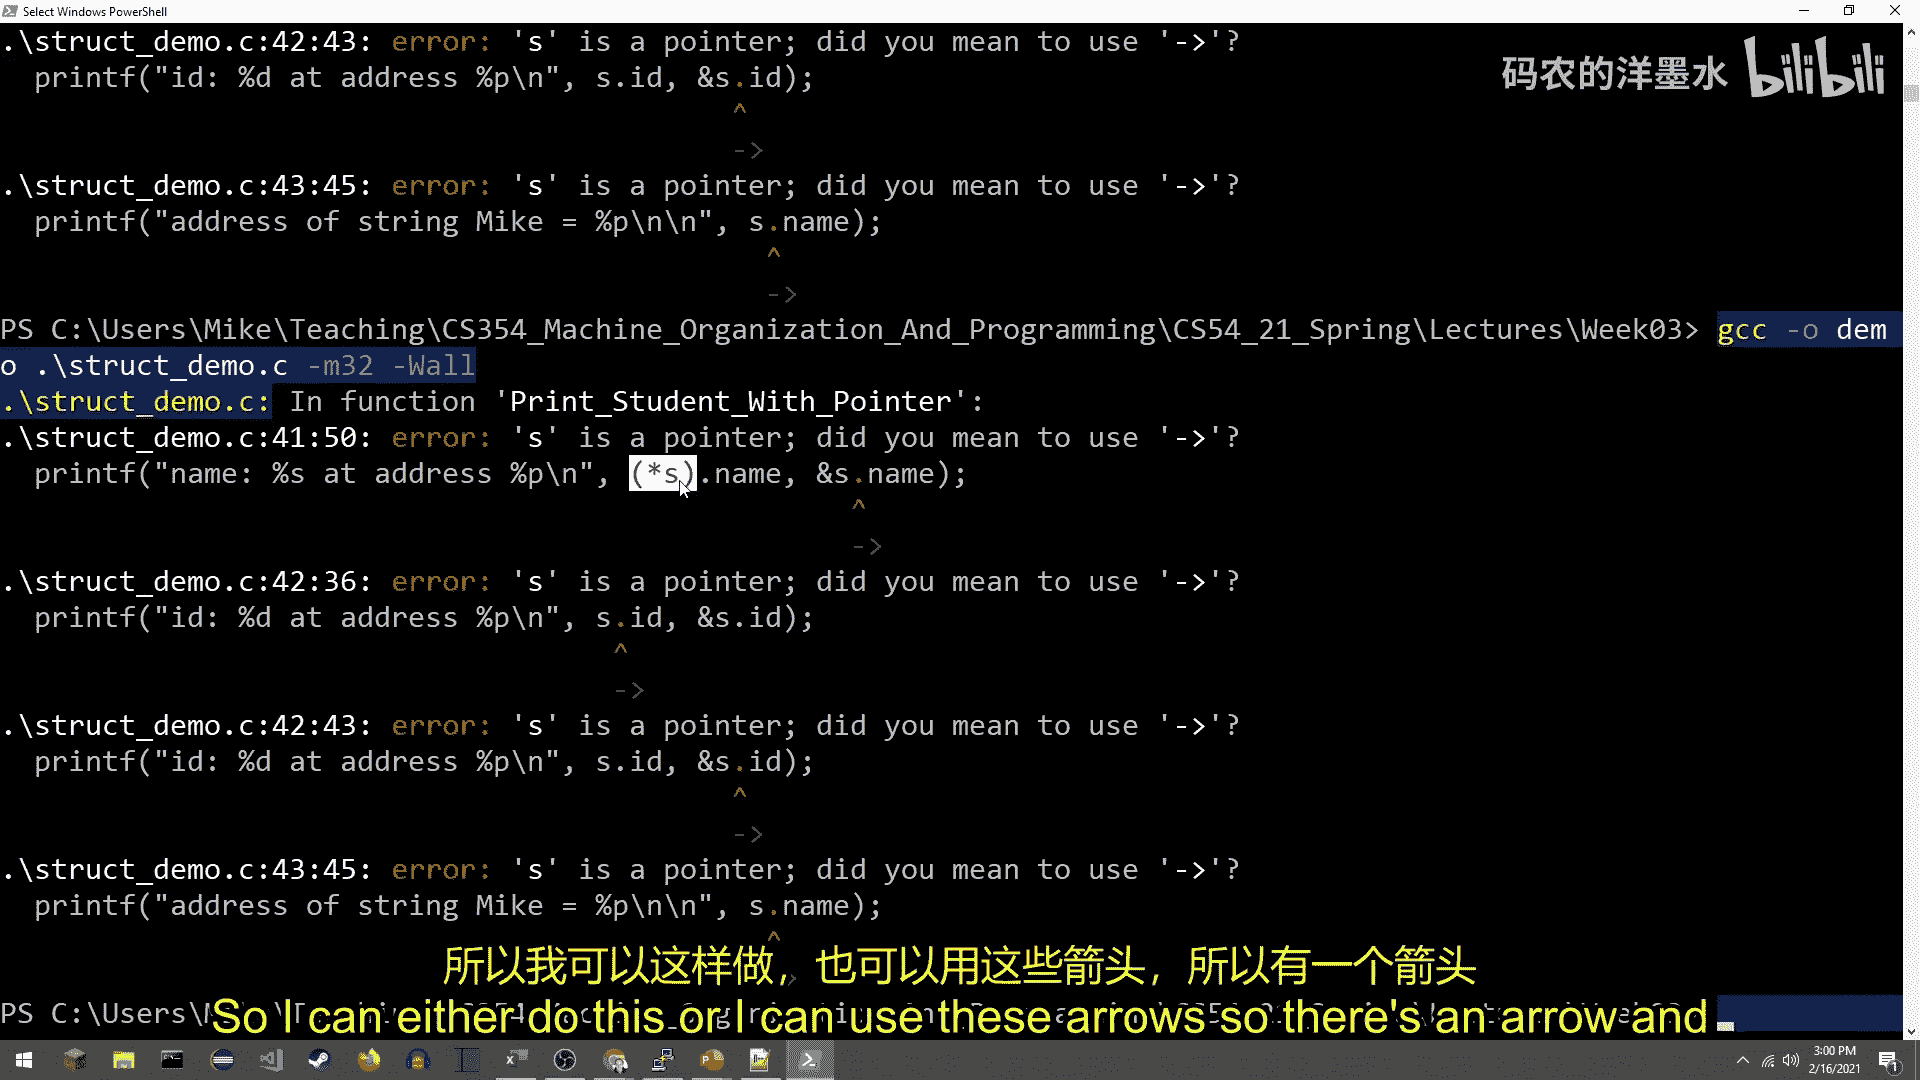 Select Windows PowerShell
.\struct_demo.c:42:43: error: 's' is a pointer; did you mean to use '->'?
printf("id: %d at address %p\n", s.id, &s.id);
^
->
码农的洋墨水 bilibili
.\struct_demo.c:43:45: error: 's' is a pointer; did you mean to use '->'?
printf("address of string Mike = %p\n\n", s.name);
^
->
PS C:\Users\Mike\Teaching\CS354_Machine_Organization_And_Programming\CS54_21_Spring\Lectures\Week03> gcc -o dem
o .\struct_demo.c -m32 -Wall
.\struct_demo.c: In function 'Print_Student_With_Pointer':
.\struct_demo.c:41:50: error: 's' is a pointer; did you mean to use '->'?
printf("name: %s at address %p\n", (*s).name, &s.name);
^
->
.\struct_demo.c:42:36: error: 's' is a pointer; did you mean to use '->'?
printf("id: %d at address %p\n", s.id, &s.id);
^
->
.\struct_demo.c:42:43: error: 's' is a pointer; did you mean to use '->'?
printf("id: %d at address %p\n", s.id, &s.id);
^
->
.\struct_demo.c:43:45: error: 's' is a pointer; did you mean to use '->'?
printf("address of string Mike = %p\n\n", s.name);
^
所以我可以这样做，也可以用这些箭头，所以有一个箭头
PS C:\Users\
So I can either do this or I can use these arrows so there's an arrow and
3:00 PM
2/16/2021